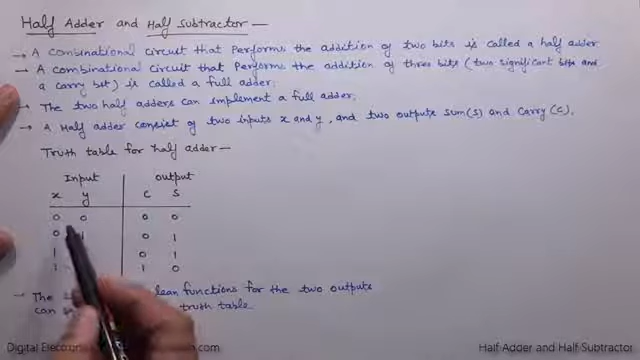 Half Adder and Half Subtractor —
→ A combinational circuit that performs the addition of two bits is called a half adder
→ A combinational circuit that performs the addition of three bits (two significant bits and
a carry bit) is called a full adder.
→ The two half adders can implement a full adder.
→ A Half adder consist of two inputs x and y, and two outputs sum(S) and Carry(C).
Truth table for half adder—
Input output
x y C S
0 0 0 0
0 1 0 1
1 0 1
1 1 0
→ The functions for the two outputs
can truth table
Digital Electron
Half Adder and Half Subtractor